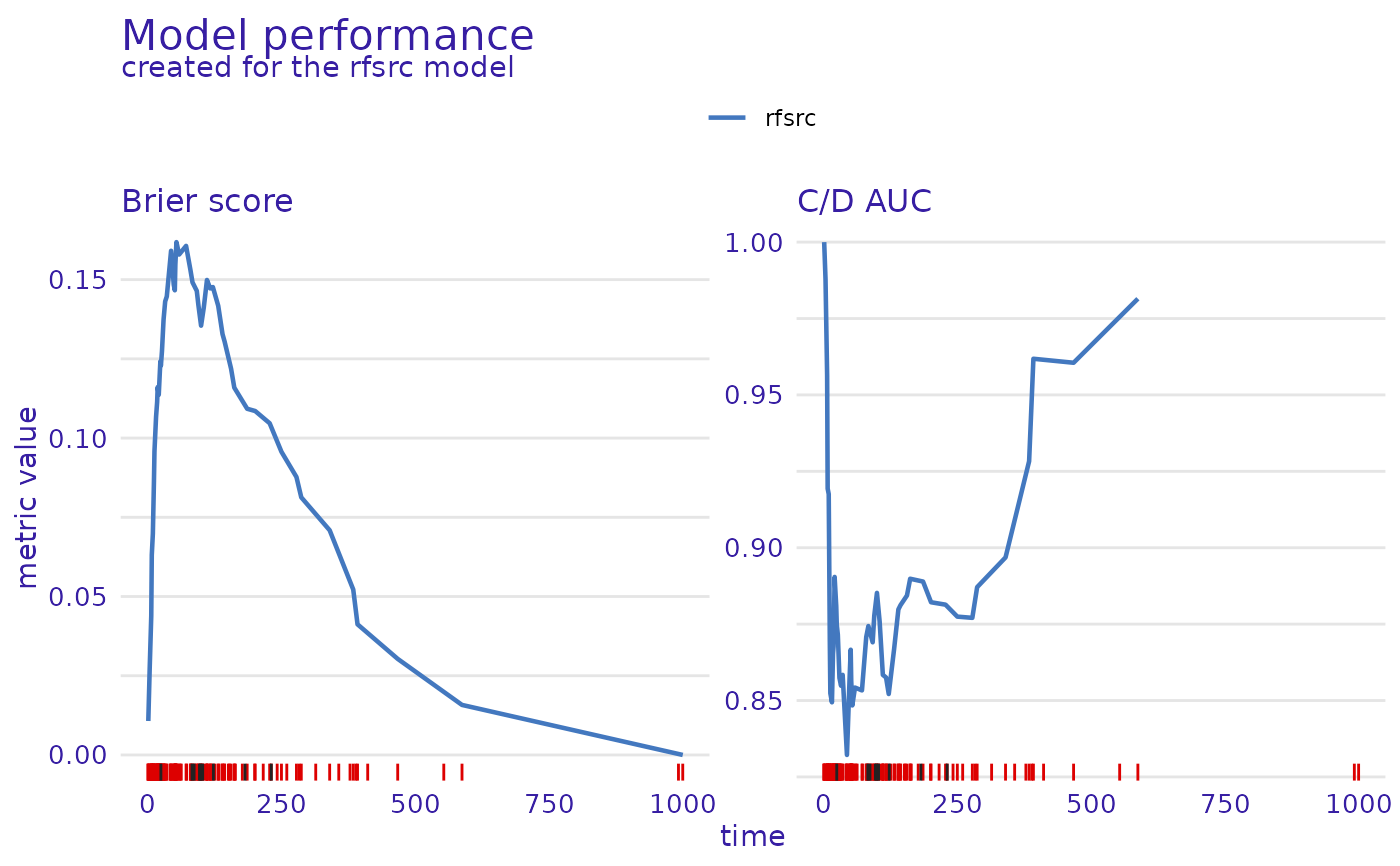 Model performance
created for the rfsrc model
rfsrc
Brier score
metric value
0.15
0.10
0.05
0.00
0 250 500 750 1000
C/D AUC
1.00
0.95
0.90
0.85
0 250 500 750 1000
time